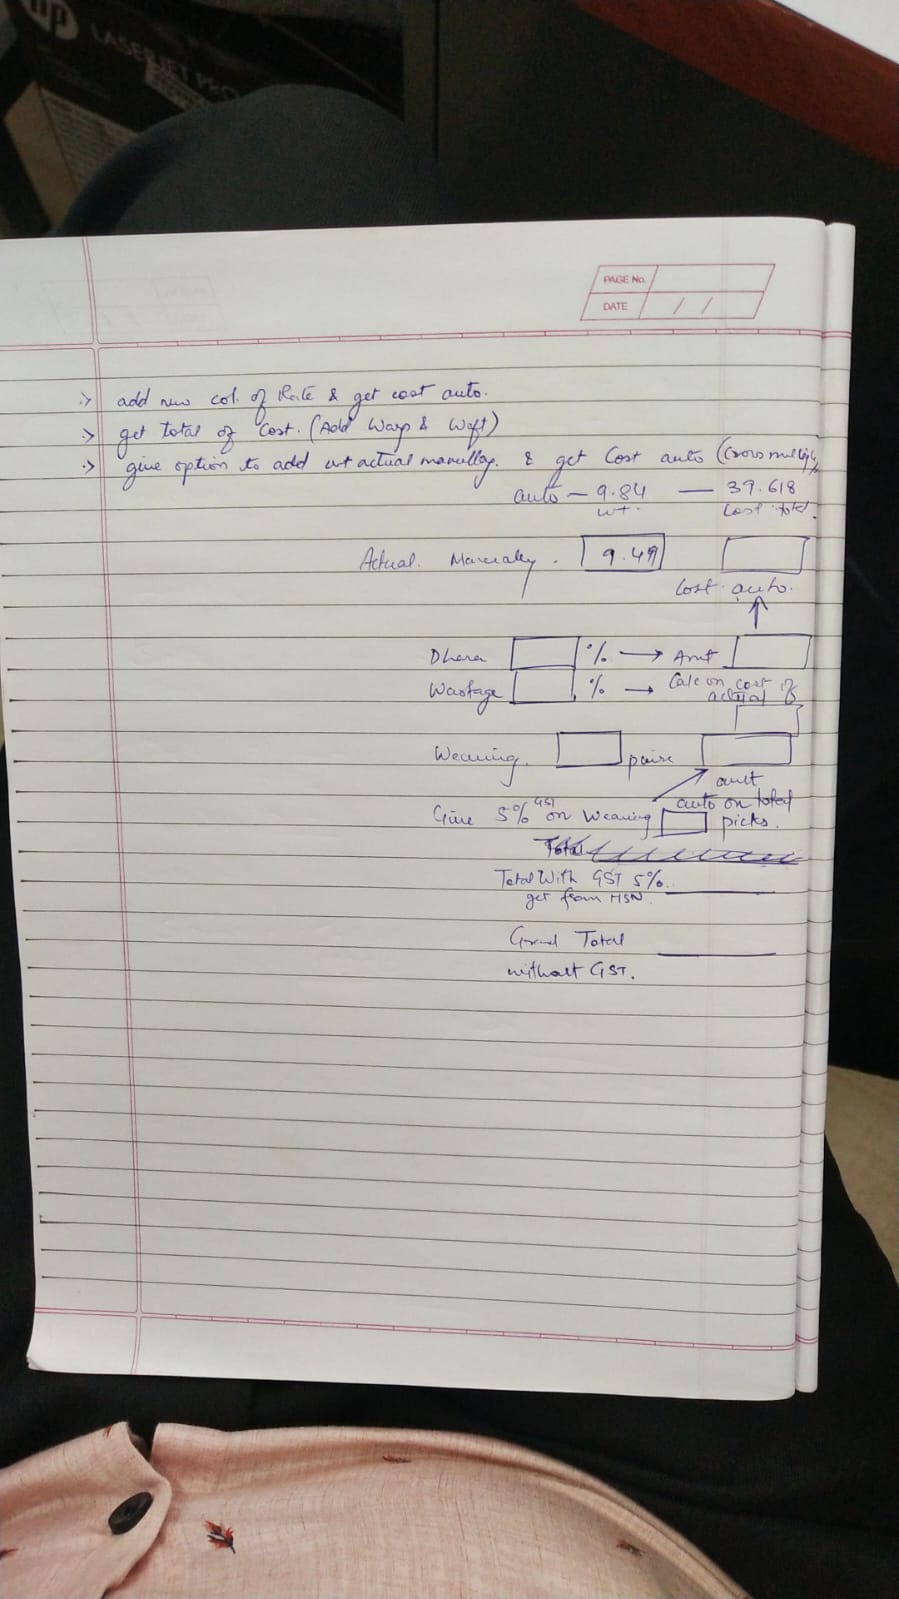 hp LASERJET PRO
PAGE No.
DATE / /
.> add new col. of Rate & get cost auto.
.> get total of Cost. (Add Warp & Weft)
.> give option to add wt actual manually. & get Cost auto (Cross multiply
auto — 9.84 — 39.618
wt. Cost total.
Actual. Manually. 9.49
Cost auto.
Dhara % → Amt
Wastage % → Calc on cost of
actual
Weaving. paise
amt
auto on total
Give 5% GST on Weaving picks.
Total
Total With GST 5%.
get from HSN.
Grand Total
without GST.